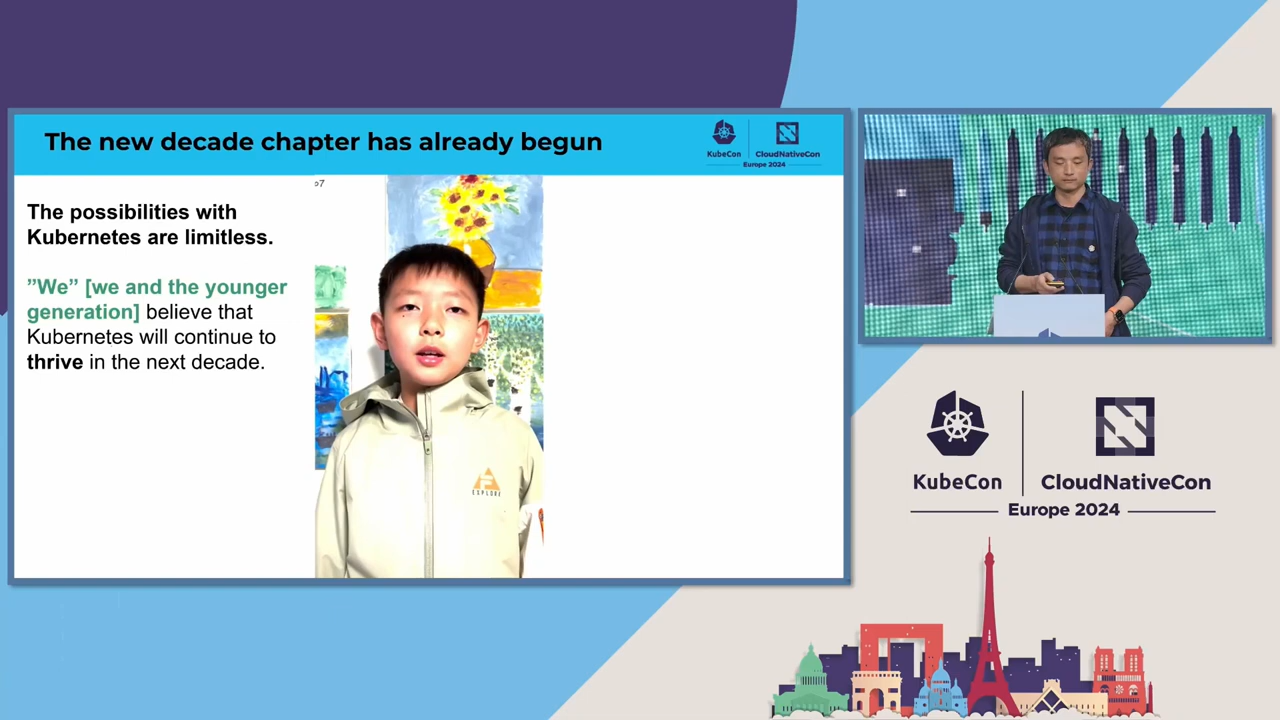 The new decade chapter has already begun
KubeCon
CloudNativeCon
Europe 2024
The possibilities with
Kubernetes are limitless.
”We” [we and the younger
generation] believe that
Kubernetes will continue to
thrive in the next decade.
EXPLORE
KubeCon
CloudNativeCon
Europe 2024